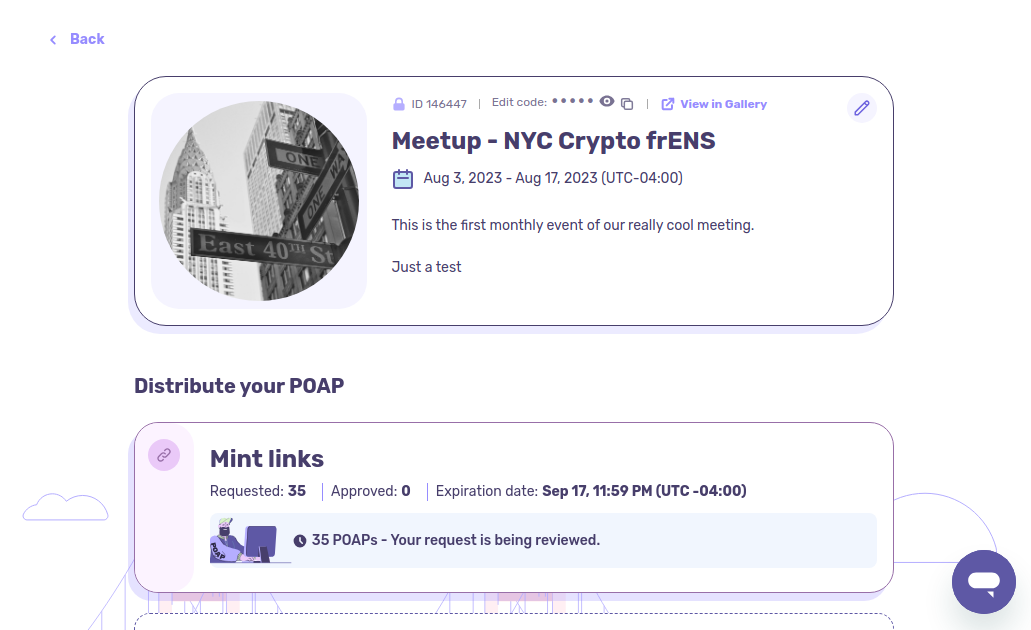 Back
ID 146447 | Edit code: ••••• | View in Gallery
Meetup - NYC Crypto frENS
Aug 3, 2023 - Aug 17, 2023 (UTC-04:00)
This is the first monthly event of our really cool meeting.
Just a test
ONE
ONE WA
East 40TH St
Distribute your POAP
Mint links
Requested: 35 | Approved: 0 | Expiration date: Sep 17, 11:59 PM (UTC -04:00)
POAP
35 POAPs - Your request is being reviewed.